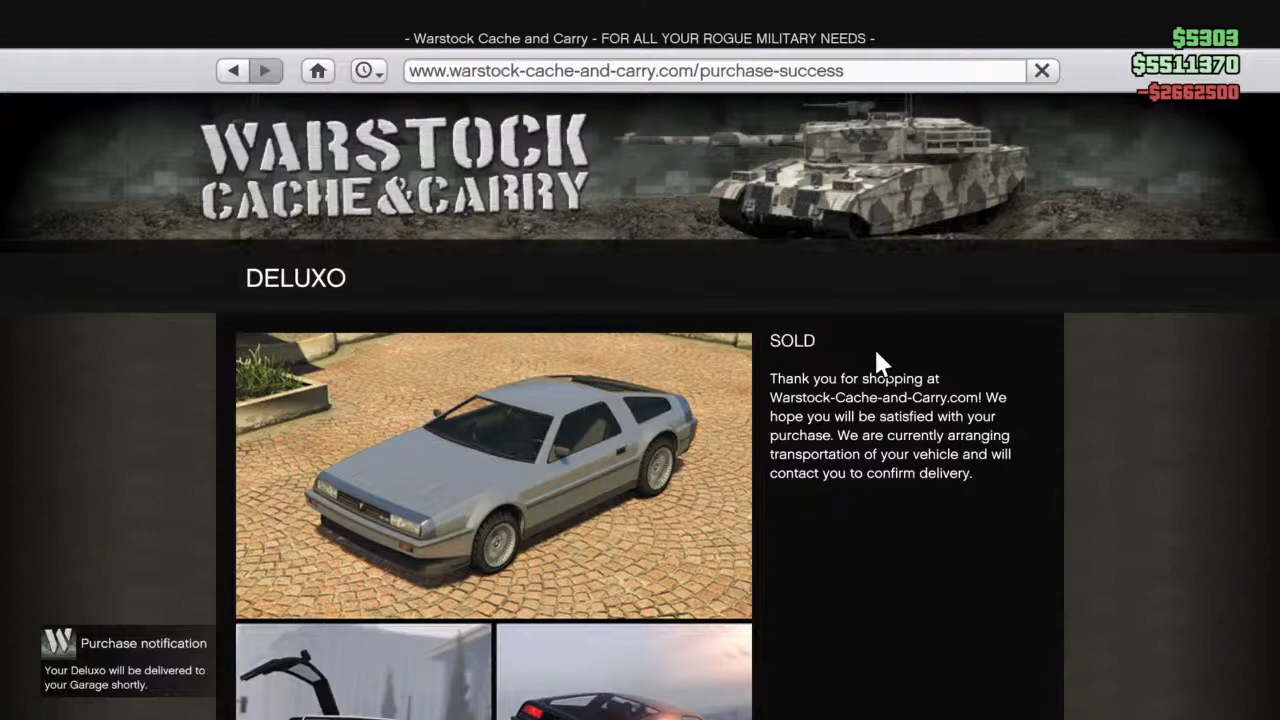 - Warstock Cache and Carry - FOR ALL YOUR ROGUE MILITARY NEEDS -
$5303
www.warstock-cache-and-carry.com/purchase-success
$5511370
-$2662500
WARSTOCK
CACHE&CARRY
DELUXO
SOLD
Thank you for shopping at
Warstock-Cache-and-Carry.com! We
hope you will be satisfied with your
purchase. We are currently arranging
transportation of your vehicle and will
contact you to confirm delivery.
W Purchase notification
Your Deluxo will be delivered to
your Garage shortly.